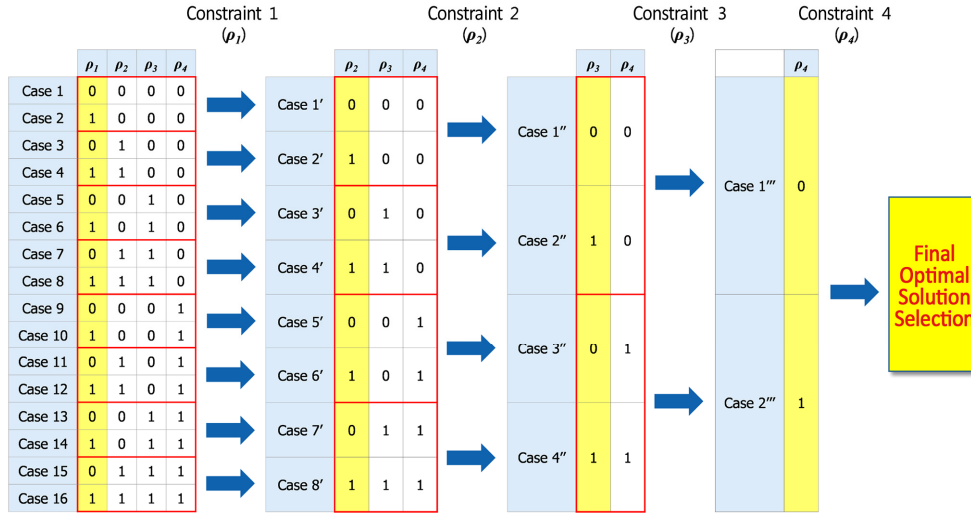 Constraint 1
(ρ1)
Constraint 2
(ρ2)
Constraint 3
(ρ3)
Constraint 4
(ρ4)
ρ1 ρ2 ρ3 ρ4
Case 1 0 0 0 0
Case 2 1 0 0 0
Case 3 0 1 0 0
Case 4 1 1 0 0
Case 5 0 0 1 0
Case 6 1 0 1 0
Case 7 0 1 1 0
Case 8 1 1 1 0
Case 9 0 0 0 1
Case 10 1 0 0 1
Case 11 0 1 0 1
Case 12 1 1 0 1
Case 13 0 0 1 1
Case 14 1 0 1 1
Case 15 0 1 1 1
Case 16 1 1 1 1
ρ2 ρ3 ρ4
Case 1′ 0 0 0
Case 2′ 1 0 0
Case 3′ 0 1 0
Case 4′ 1 1 0
Case 5′ 0 0 1
Case 6′ 1 0 1
Case 7′ 0 1 1
Case 8′ 1 1 1
ρ3 ρ4
Case 1″ 0 0
Case 2″ 1 0
Case 3″ 0 1
Case 4″ 1 1
ρ4
Case 1‴ 0
Case 2‴ 1
Final
Optimal
Solution
Selection